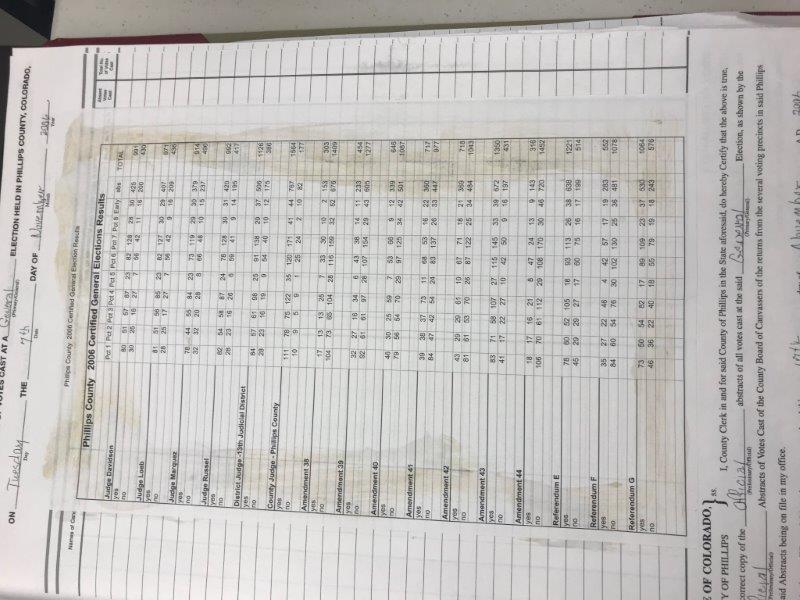 OF VOTES CAST AT A General ELECTION HELD IN PHILLIPS COUNTY, COLORADO,
(Primary/General)
ON Tuesday THE 7th DAY OF November 2006
Day Date Month Year
Phillips County 2006 Certified General Election Results
Names of Can
Absent Voter Cast
Total No. of Votes Cast
Phillips County 2006 Certified General Elections Results
Pct 1 Pct 2 Pct 3 Pct 4 Pct 5 Pct 6 Pct 7 Pct 8 Early abs TOTAL
Judge Davidson
yes 80 51 57 87 23 82 128 28 30 425 991
no 30 25 16 27 7 56 42 11 16 200 430
Judge Loeb
yes 81 51 56 85 23 82 127 30 29 407 971
no 28 25 17 27 7 56 42 9 16 209 436
Judge Marquez
yes 78 44 55 84 23 73 119 29 30 379 914
no 32 32 20 28 8 66 48 10 15 237 496
Judge Russel
yes 82 54 58 87 24 78 128 30 31 420 992
no 28 23 16 26 6 59 41 9 14 195 417
District Judge -13th Judicial District
yes 84 57 61 98 25 91 138 29 37 506 1126
no 28 23 16 19 9 54 40 10 12 175 386
County Judge - Phillips County
yes 111 78 75 122 35 120 171 41 44 787 1584
no 10 9 5 9 1 25 24 2 10 82 177
Amendment 38
yes 17 13 13 25 7 33 30 10 2 153 303
no 104 73 65 104 28 116 159 32 52 676 1409
Amendment 39
yes 32 27 16 34 6 43 38 14 11 233 454
no 92 61 61 97 28 107 154 29 43 605 1277
Amendment 40
yes 46 30 25 59 7 53 66 9 12 339 646
no 79 56 54 70 29 97 125 34 42 501 1087
Amendment 41
yes 39 38 37 73 11 68 53 16 22 360 717
no 84 47 42 54 24 83 137 26 33 447 977
Amendment 42
yes 43 29 29 61 10 67 71 18 21 369 718
no 81 61 53 70 26 87 122 25 34 484 1043
Amendment 43
yes 83 71 58 107 27 115 145 33 39 672 1350
no 41 17 22 27 10 42 50 9 16 197 431
Amendment 44
yes 18 17 16 21 8 47 24 13 9 143 316
no 106 70 61 112 29 108 170 30 46 720 1452
Referendum E
yes 78 60 52 105 18 93 113 26 38 638 1221
no 45 29 29 27 17 60 75 16 17 199 514
Referendum F
yes 35 27 22 46 4 42 57 17 19 283 552
no 84 60 54 76 30 102 130 25 36 481 1078
Referendum G
yes 73 50 54 82 17 89 109 23 37 530 1064
no 46 36 22 40 18 55 79 19 18 243 576
E OF COLORADO, } ss.
Y OF PHILLIPS I, County Clerk in and for said County of Phillips in the State aforesaid, do hereby Certify that the above is true,
correct copy of the Official abstracts of all votes cast at the said General Election, as shown by the
(Preliminary/Official) (Primary/General)
Abstracts of Votes Cast of the County Board of Canvassers of the returns from the several voting precincts in said Phillips
(Preliminary/Official)
aid Abstracts being on file in my office.
November A.D. 2006